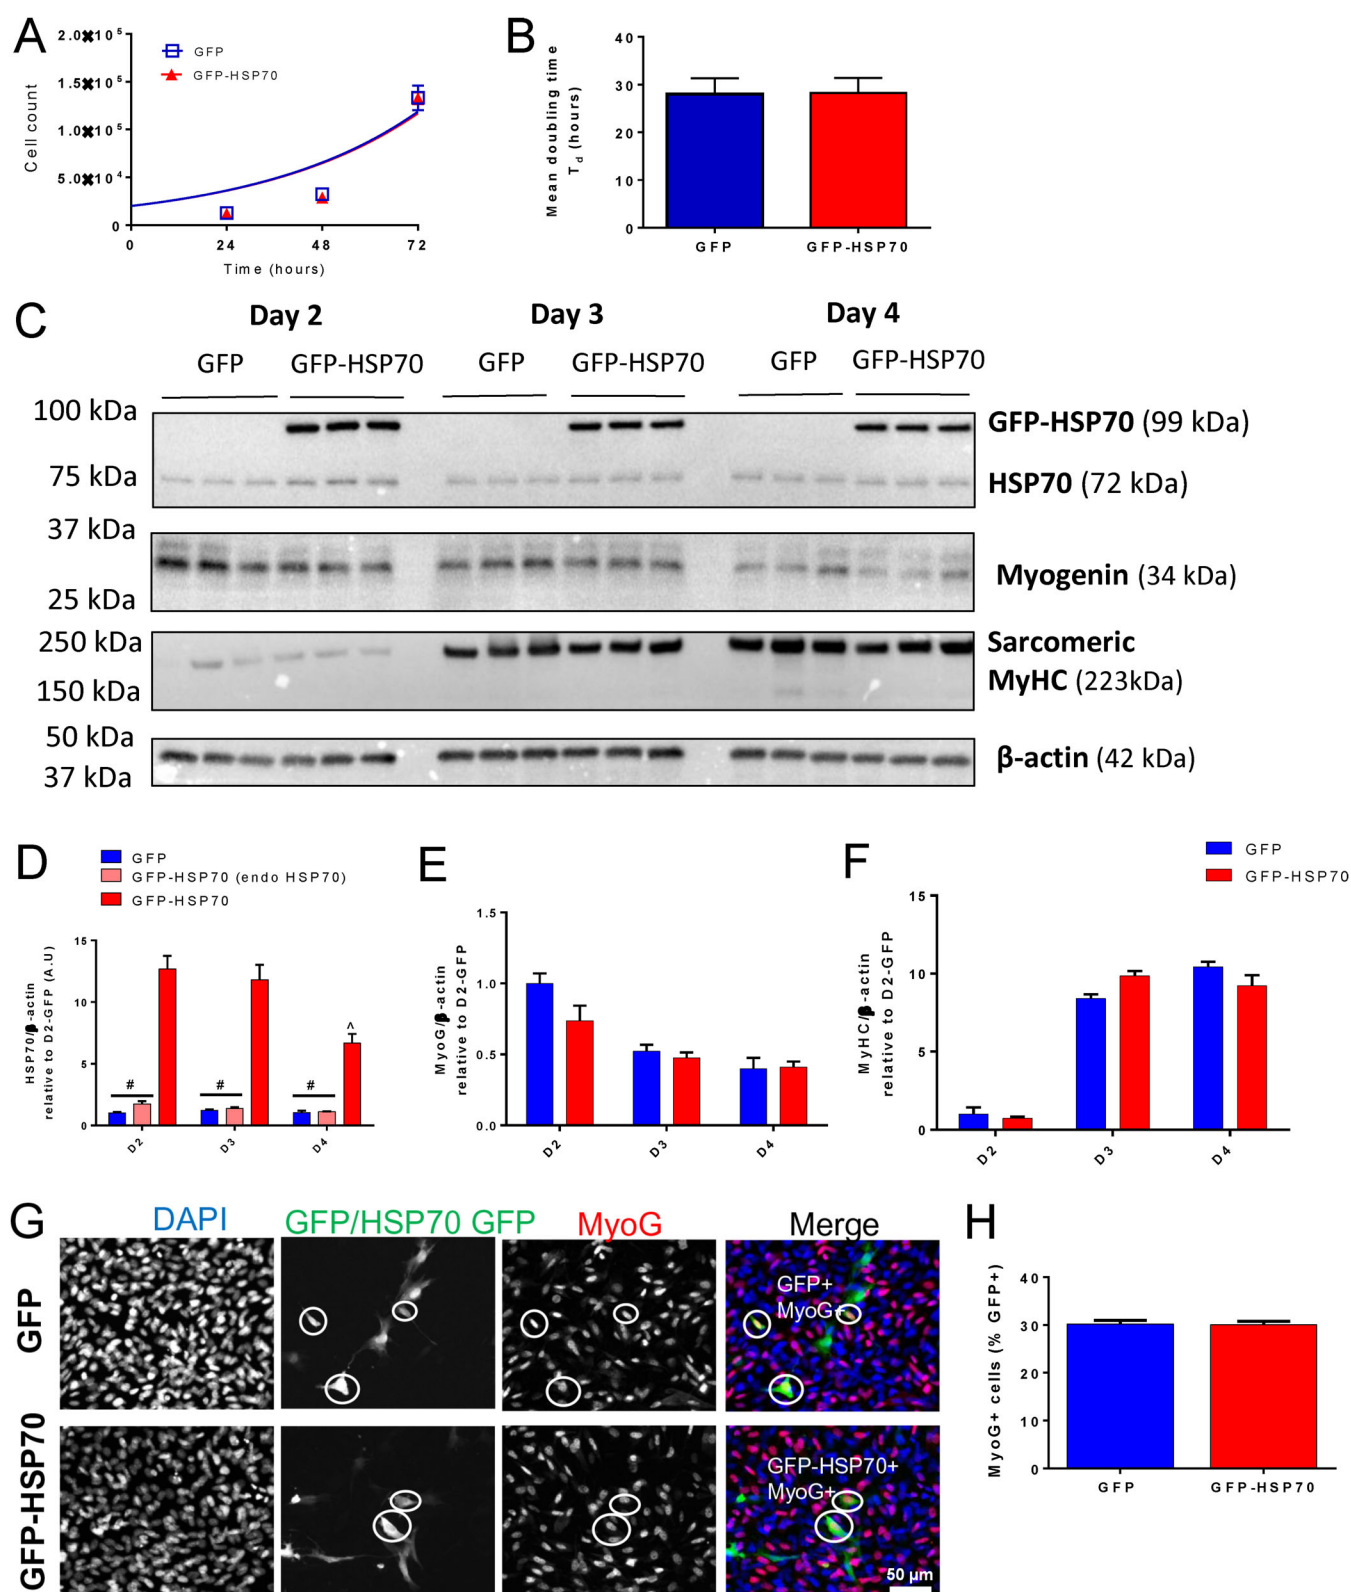 A
2.0×10⁵
1.5×10⁵
1.0×10⁵
5.0×10⁴
0
Cell count
GFP
GFP-HSP70
0 24 48 72
Time (hours)
B
40
30
20
10
0
Mean doubling time
Td (hours)
GFP GFP-HSP70
C
Day 2 Day 3 Day 4
GFP GFP-HSP70 GFP GFP-HSP70 GFP GFP-HSP70
100 kDa
75 kDa
GFP-HSP70 (99 kDa)
HSP70 (72 kDa)
37 kDa
25 kDa
Myogenin (34 kDa)
250 kDa
150 kDa
Sarcomeric
MyHC (223kDa)
50 kDa
37 kDa
β-actin (42 kDa)
D
GFP
GFP-HSP70 (endo HSP70)
GFP-HSP70
HSP70/β-actin
relative to D2-GFP (A.U)
15
10
5
0
# # # ^
D2 D3 D4
E
MyoG/β-actin
relative to D2-GFP
1.5
1.0
0.5
0.0
D2 D3 D4
F
GFP
GFP-HSP70
MyHC/β-actin
relative to D2-GFP
15
10
5
0
D2 D3 D4
G
DAPI GFP/HSP70 GFP MyoG Merge
GFP
GFP+
MyoG+
GFP-HSP70
GFP-HSP70+
MyoG+
50 µm
H
MyoG+ cells (% GFP+)
40
30
20
10
0
GFP GFP-HSP70